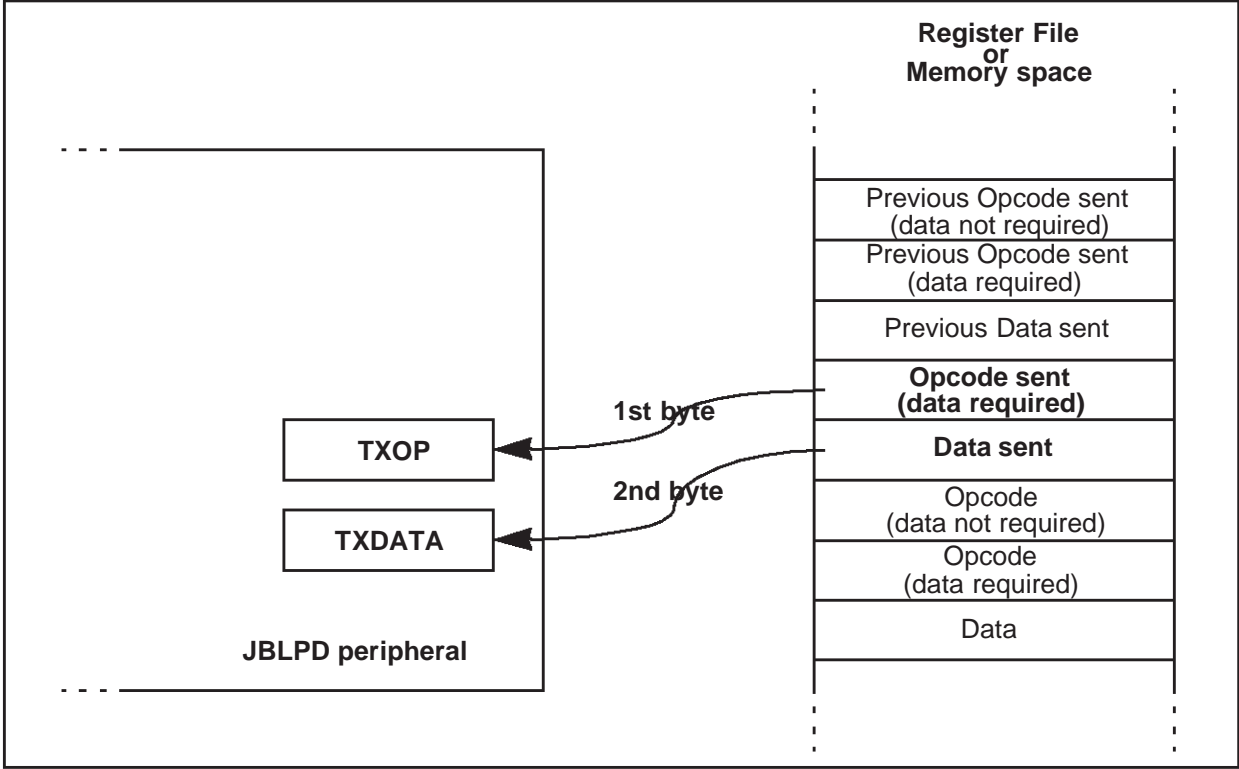 Register File
or
Memory space
Previous Opcode sent
(data not required)
Previous Opcode sent
(data required)
Previous Data sent
Opcode sent
(data required)
1st byte
TXOP
Data sent
2nd byte
TXDATA
Opcode
(data not required)
Opcode
(data required)
Data
JBLPD peripheral